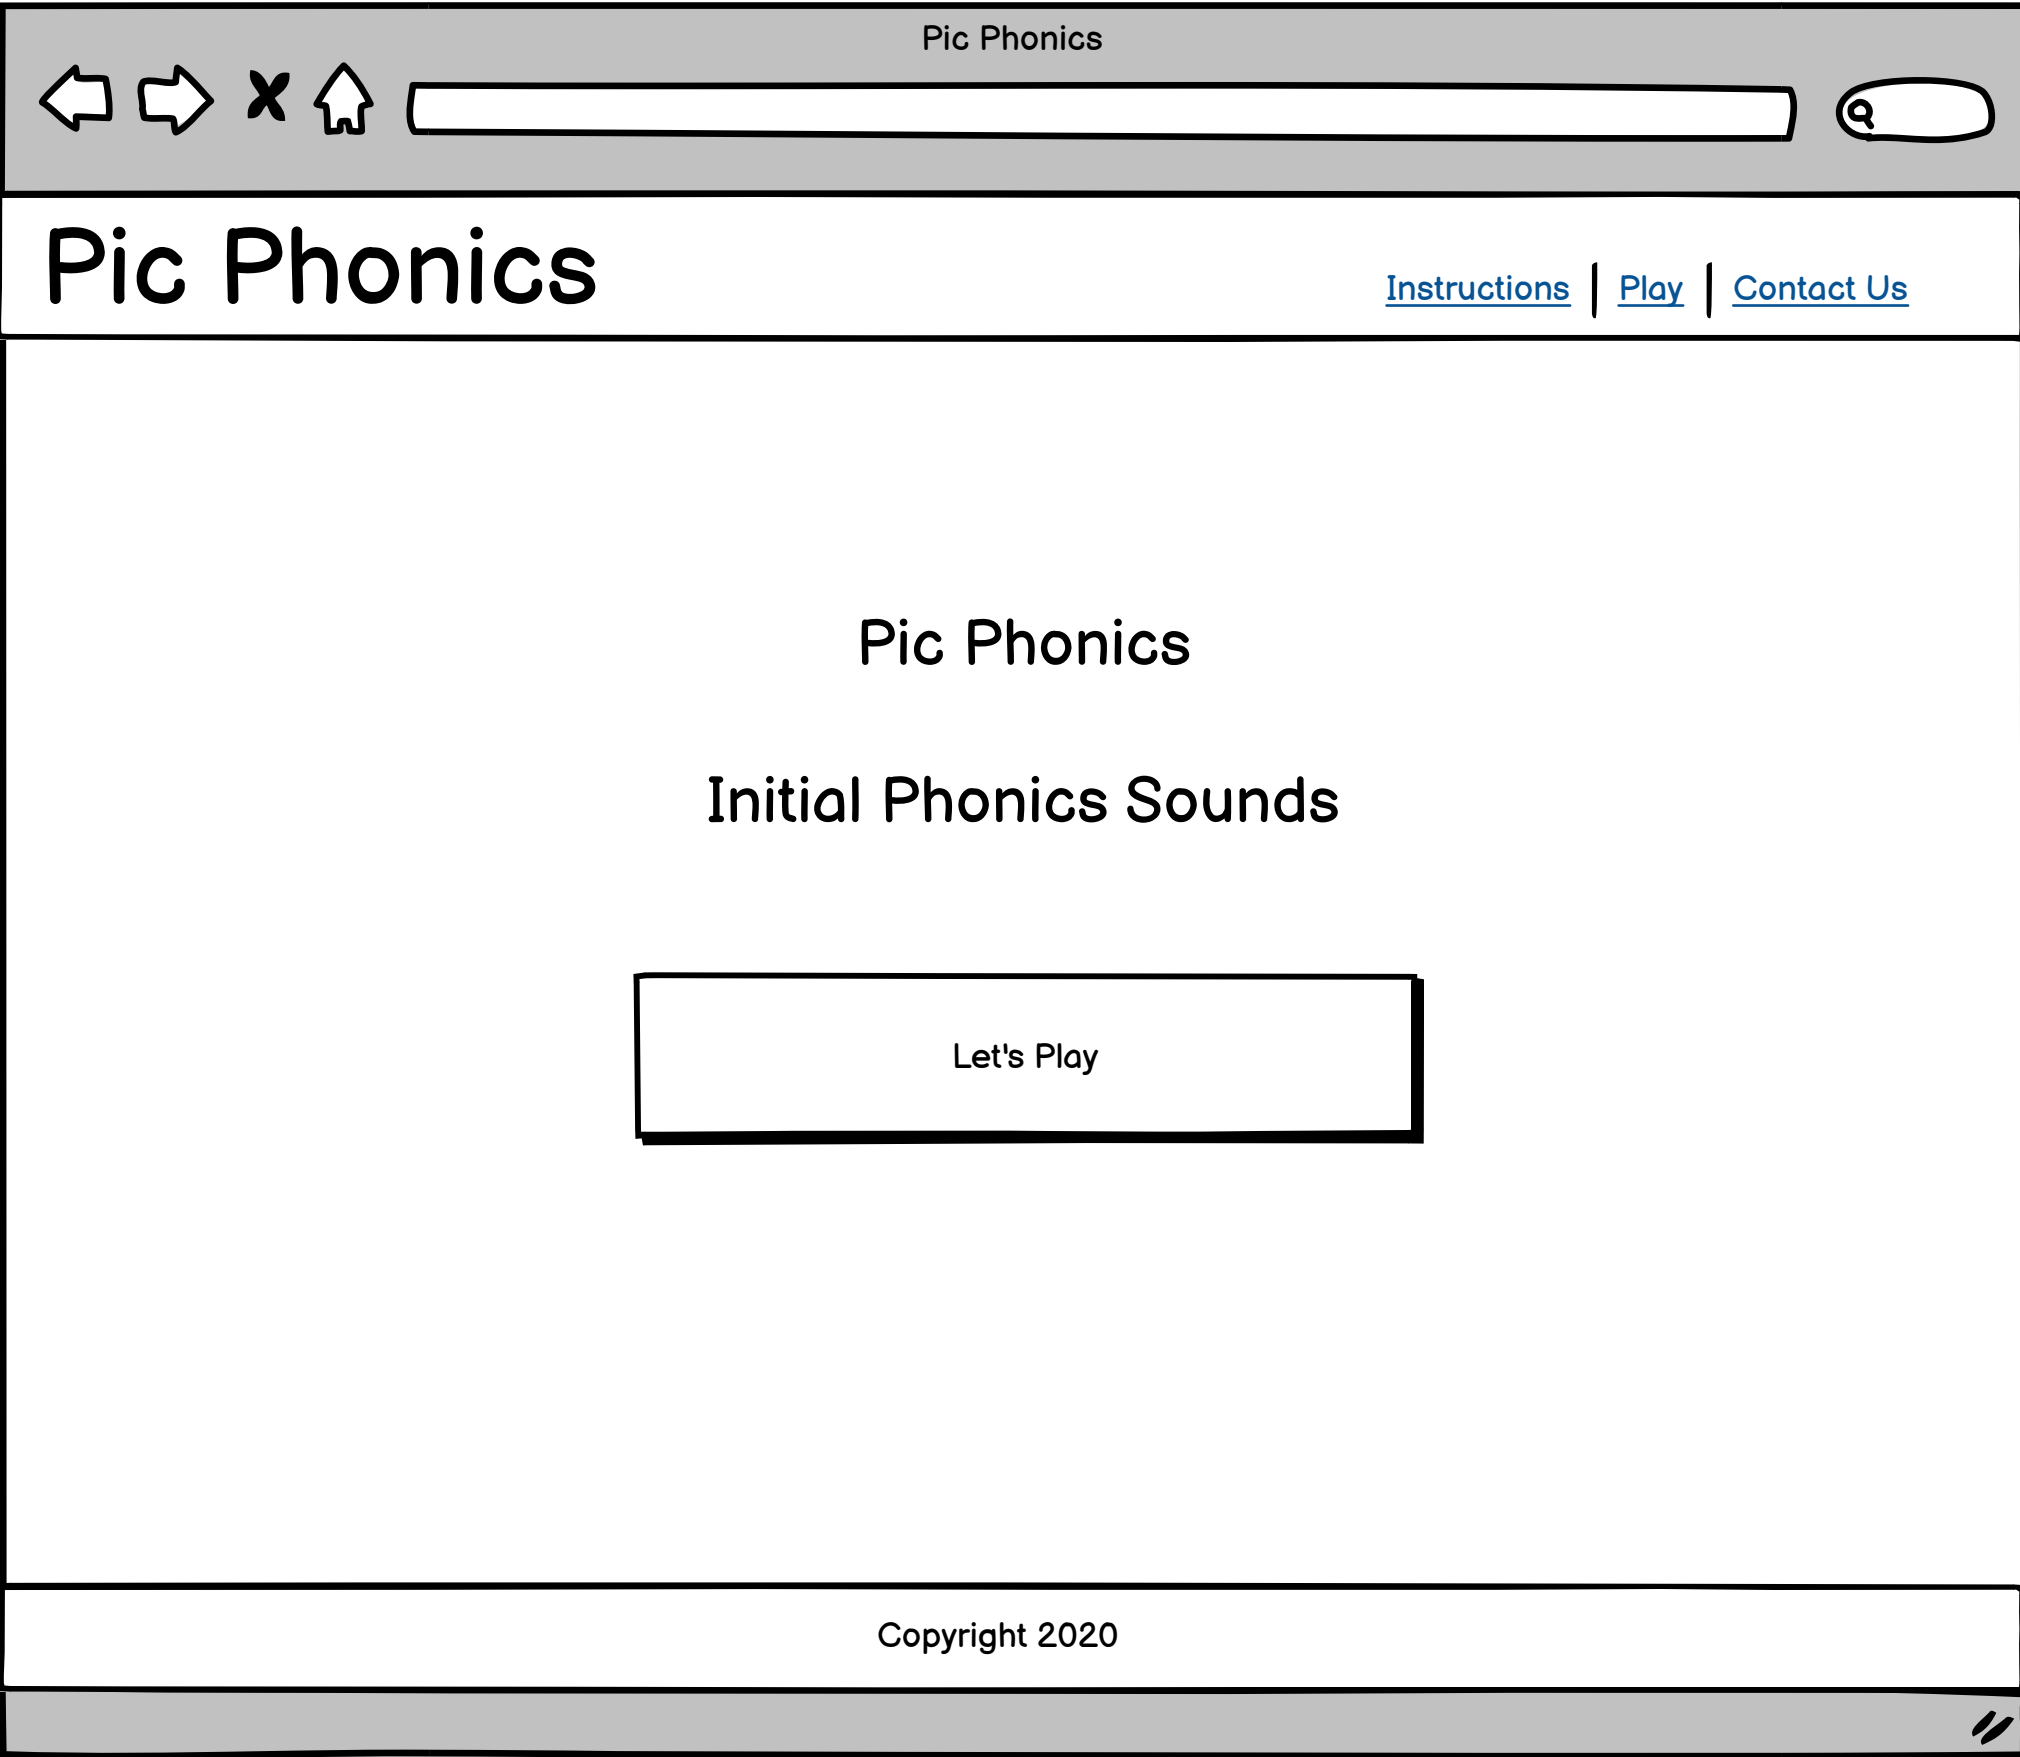 Pic Phonics
Pic Phonics
Instructions | Play | Contact Us
Pic Phonics
Initial Phonics Sounds
Let's Play
Copyright 2020